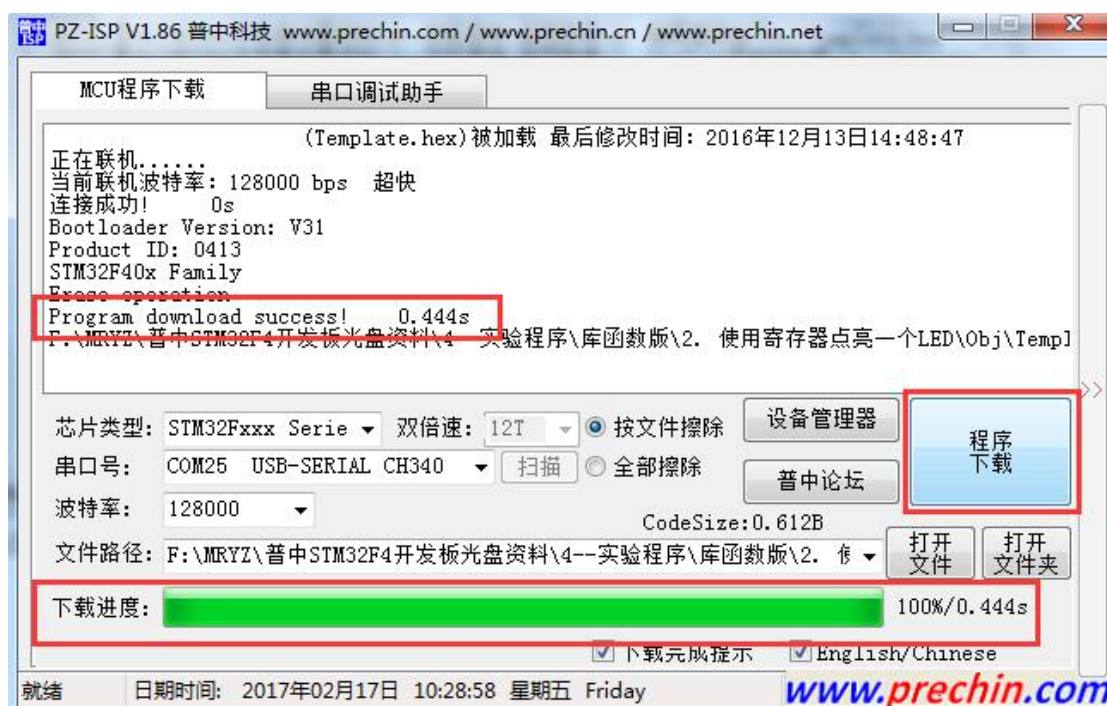 普中ISP PZ-ISP V1.86 普中科技 www.prechin.com / www.prechin.cn / www.prechin.net
MCU程序下载 串口调试助手
(Template.hex)被加载 最后修改时间: 2016年12月13日14:48:47
正在联机......
当前联机波特率: 128000 bps 超快
连接成功! 0s
Bootloader Version: V31
Product ID: 0413
STM32F40x Family
Erase operation
Program download success! 0.444s
F:\MRYZ\普中STM32F4开发板光盘资料\4--实验程序\库函数版\2. 使用寄存器点亮一个LED\Obj\Templ
芯片类型: STM32Fxxx Serie 双倍速: 12T 按文件擦除 设备管理器
串口号: COM25 USB-SERIAL CH340 扫描 全部擦除 普中论坛
程序
下载
波特率: 128000
CodeSize:0.612B
文件路径: F:\MRYZ\普中STM32F4开发板光盘资料\4--实验程序\库函数版\2.
打开
文件
打开
文件夹
下载进度: 100%/0.444s
下载完成提示 English/Chinese
就绪 日期时间: 2017年02月17日 10:28:58 星期五 Friday www.prechin.com